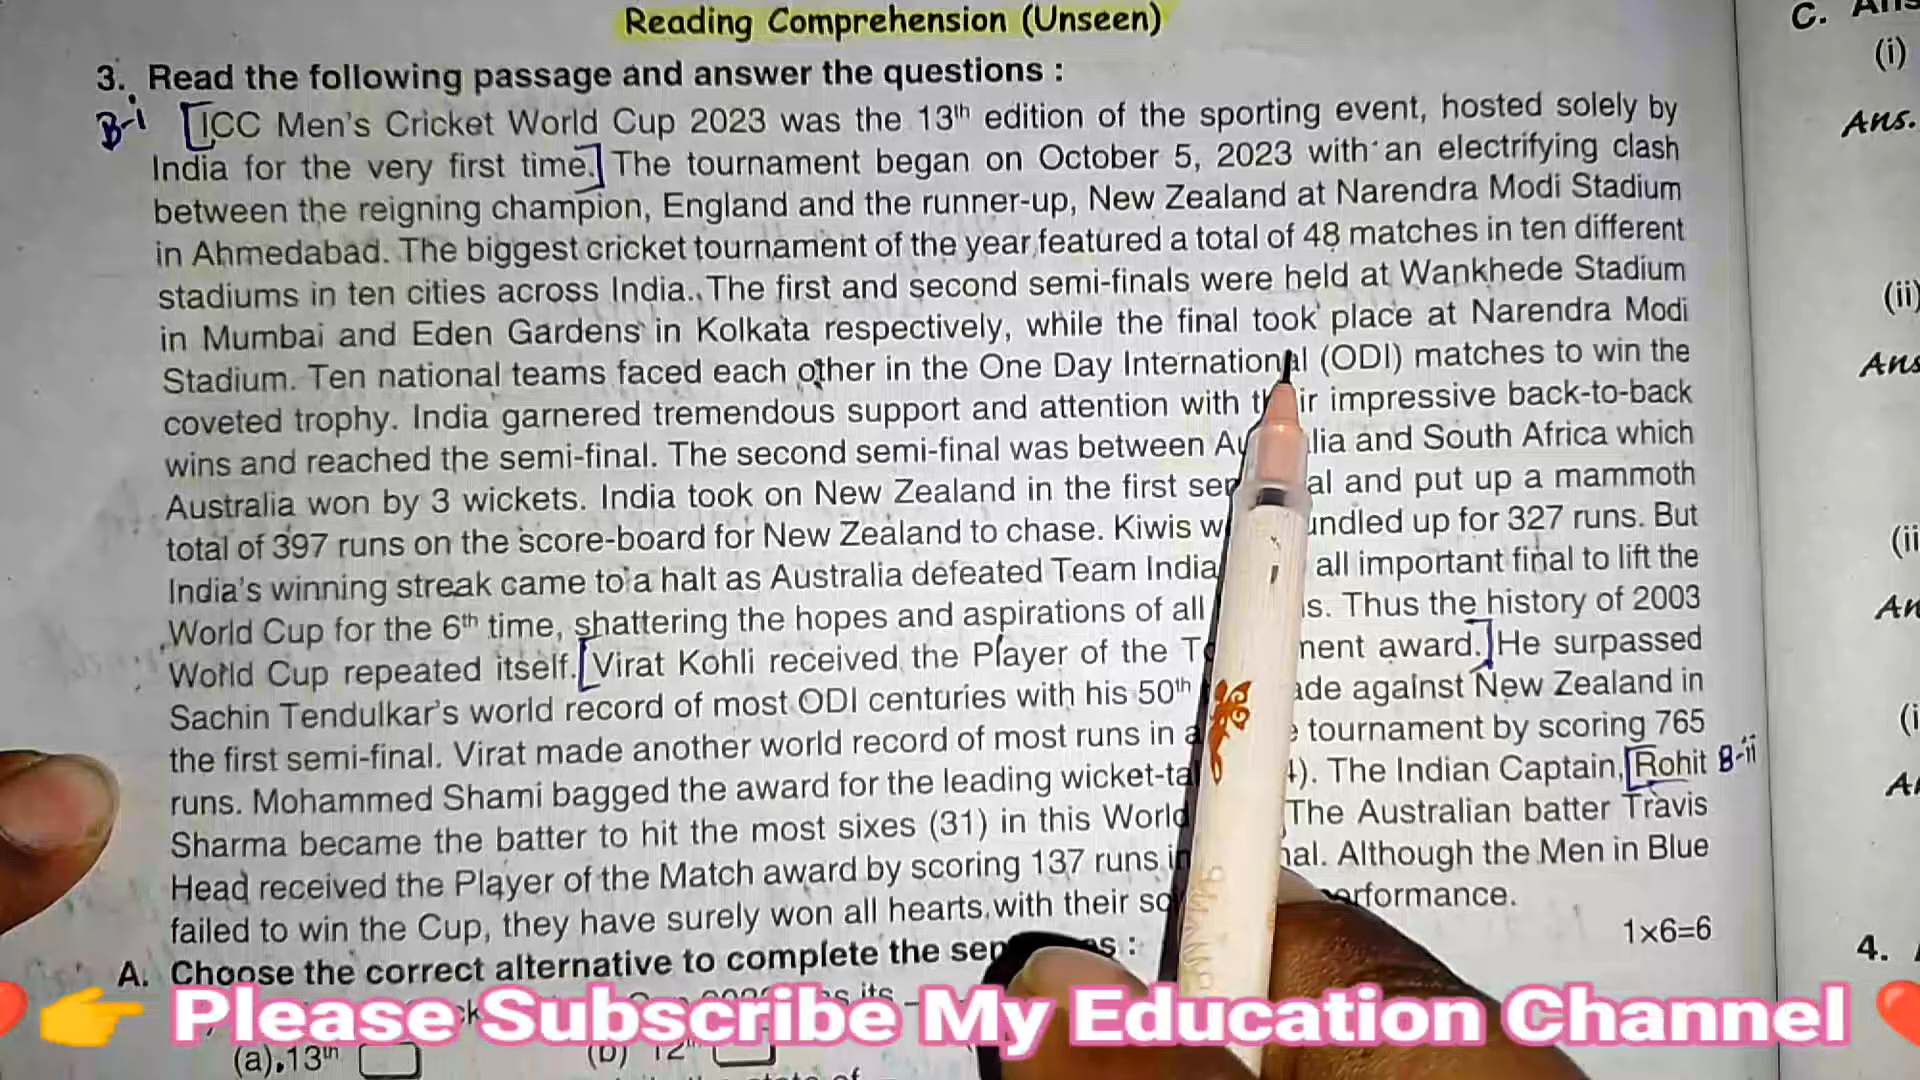 Reading Comprehension (Unseen)
3. Read the following passage and answer the questions :
B-i [ICC Men's Cricket World Cup 2023 was the 13th edition of the sporting event, hosted solely by
India for the very first time.] The tournament began on October 5, 2023 with an electrifying clash
between the reigning champion, England and the runner-up, New Zealand at Narendra Modi Stadium
in Ahmedabad. The biggest cricket tournament of the year featured a total of 48 matches in ten different
stadiums in ten cities across India. The first and second semi-finals were held at Wankhede Stadium
in Mumbai and Eden Gardens in Kolkata respectively, while the final took place at Narendra Modi
Stadium. Ten national teams faced each other in the One Day International (ODI) matches to win the
coveted trophy. India garnered tremendous support and attention with their impressive back-to-back
wins and reached the semi-final. The second semi-final was between Au lia and South Africa which
Australia won by 3 wickets. India took on New Zealand in the first se al and put up a mammoth
total of 397 runs on the score-board for New Zealand to chase. Kiwis w undled up for 327 runs. But
India's winning streak came to a halt as Australia defeated Team India all important final to lift the
World Cup for the 6th time, shattering the hopes and aspirations of all s. Thus the history of 2003
World Cup repeated itself. [Virat Kohli received the Player of the T ment award.] He surpassed
Sachin Tendulkar's world record of most ODI centuries with his 50th ade against New Zealand in
the first semi-final. Virat made another world record of most runs in a tournament by scoring 765
runs. Mohammed Shami bagged the award for the leading wicket-ta 4). The Indian Captain, [Rohit B-ii
Sharma became the batter to hit the most sixes (31) in this World The Australian batter Travis
Head received the Player of the Match award by scoring 137 runs in nal. Although the Men in Blue
failed to win the Cup, they have surely won all hearts with their so erformance.
A. Choose the correct alternative to complete the sen s : 1x6=6
its
👉 Please Subscribe My Education Channel
(a) 13th (b) 12th
C. Ans
(i)
Ans.
(ii)
Ans
(ii
An
(i
A
4.